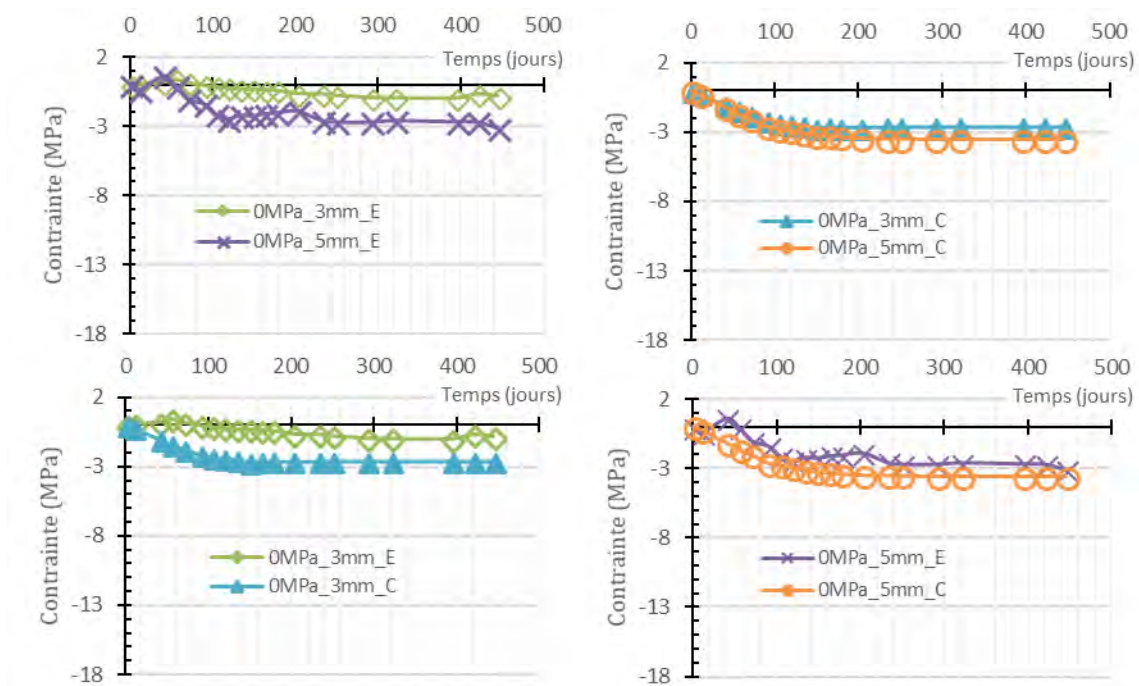 0 100 200 300 400 500
Temps (jours)
2
-3
-8
-13
-18
Contrainte (MPa)
0MPa_3mm_E
0MPa_5mm_E
0 100 200 300 400 500
Temps (jours)
2
-3
-8
-13
-18
Contrainte (MPa)
0MPa_3mm_C
0MPa_5mm_C
0 100 200 300 400 500
Temps (jours)
2
-3
-8
-13
-18
Contrainte (MPa)
0MPa_3mm_E
0MPa_3mm_C
0 100 200 300 400 500
Temps (jours)
2
-3
-8
-13
-18
Contrainte (MPa)
0MPa_5mm_E
0MPa_5mm_C